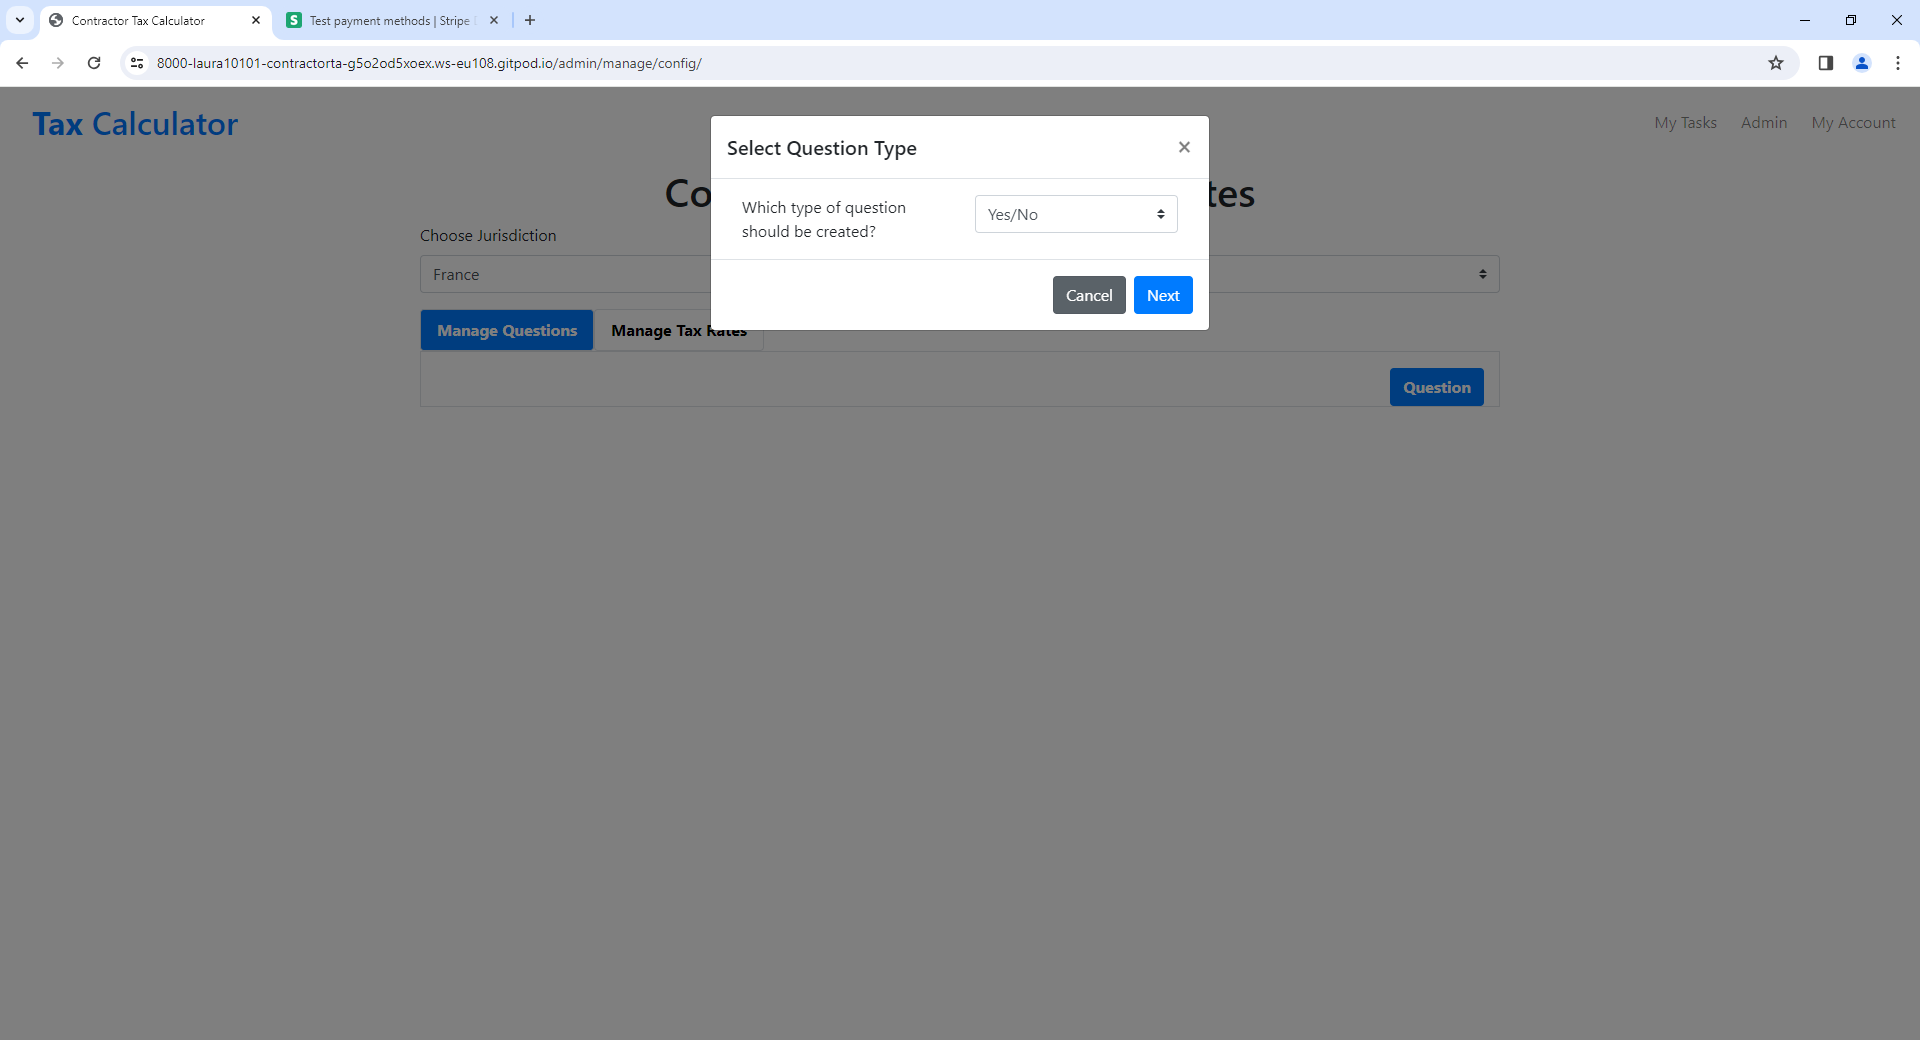 Contractor Tax Calculator
Test payment methods | Stripe
8000-laura10101-contractorta-g5o2od5xoex.ws-eu108.gitpod.io/admin/manage/config/
Tax Calculator
My Tasks Admin My Account
Select Question Type
×
Co
tes
Which type of question
should be created?
Yes/No
Choose Jurisdiction
France
Cancel Next
Manage Questions Manage Tax Rates
Question